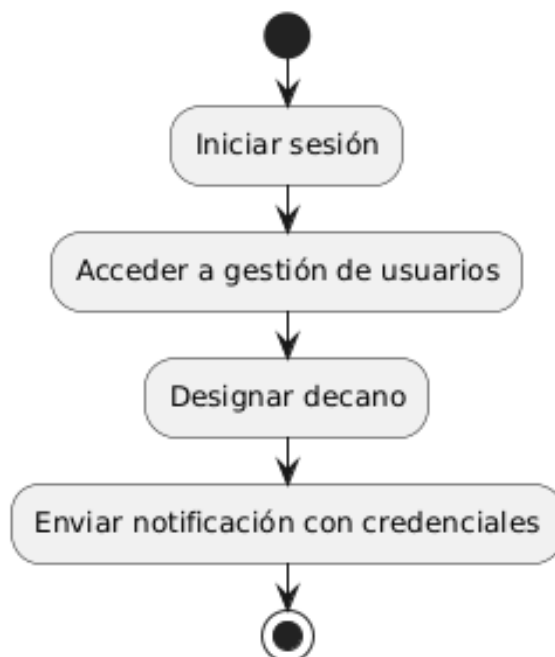 Iniciar sesión
Acceder a gestión de usuarios
Designar decano
Enviar notificación con credenciales